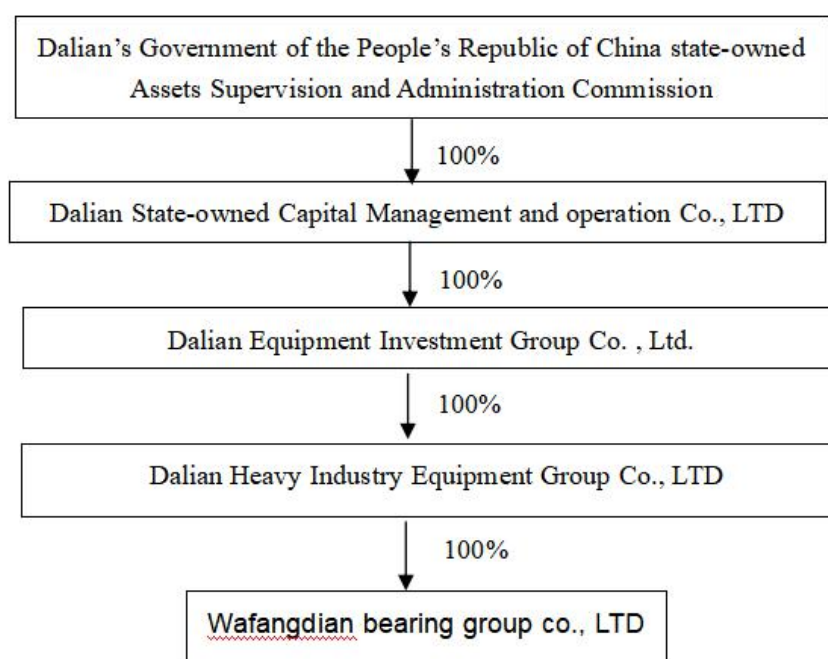 Dalian’s Government of the People’s Republic of China state-owned
Assets Supervision and Administration Commission
100%
Dalian State-owned Capital Management and operation Co., LTD
100%
Dalian Equipment Investment Group Co. , Ltd.
100%
Dalian Heavy Industry Equipment Group Co., LTD
100%
Wafangdian bearing group co., LTD